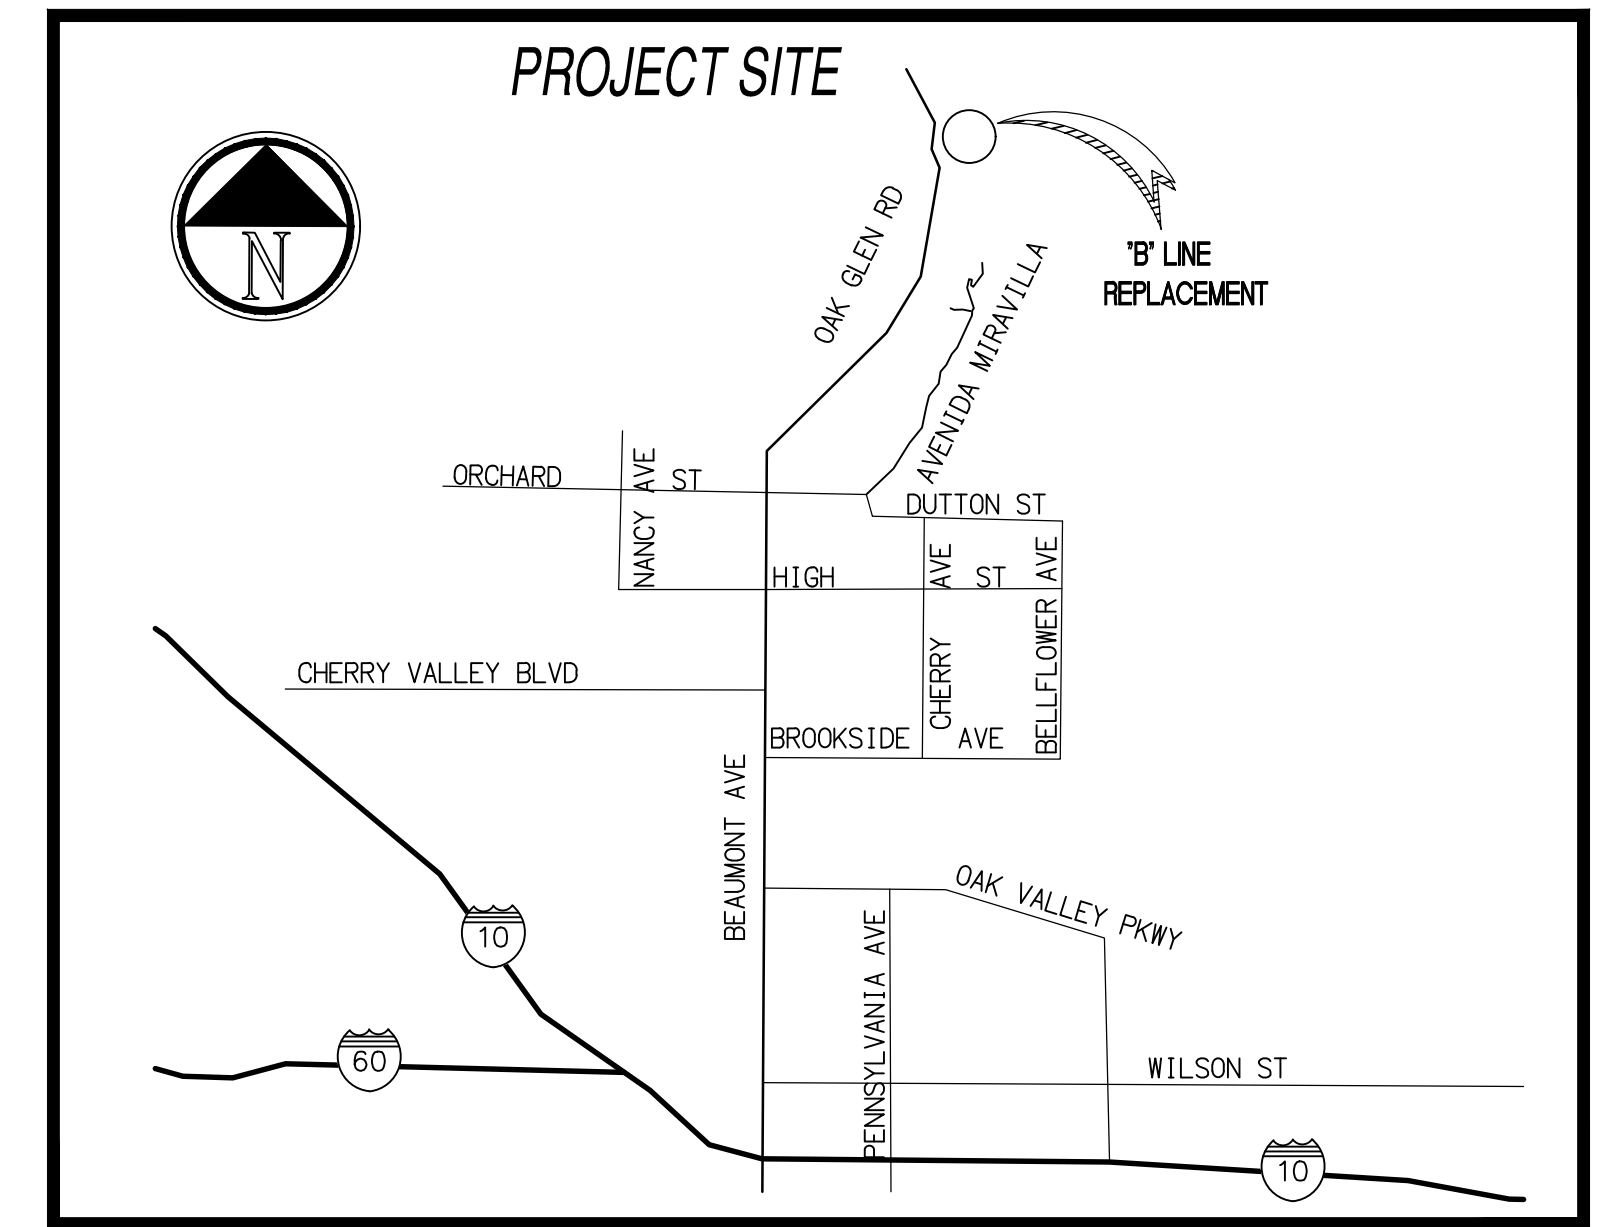 PROJECT SITE
N
"B" LINE
REPLACEMENT
OAK GLEN RD
AVENIDA MIRAVILLA
ORCHARD ST
NANCY AVE
DUTTON ST
HIGH ST
CHERRY AVE
BELLFLOWER AVE
CHERRY VALLEY BLVD
BROOKSIDE AVE
BEAUMONT AVE
OAK VALLEY PKWY
PENNSYLVANIA AVE
10
60
WILSON ST
10